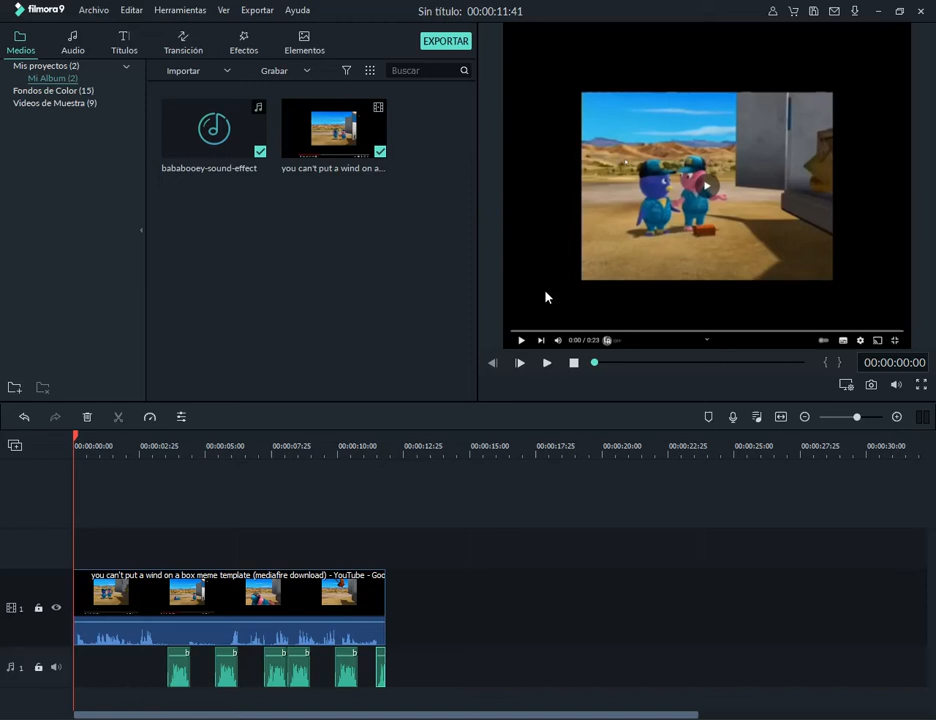 filmora9 Archivo Editar Herramientas Ver Exportar Ayuda Sin título: 00:00:11:41
Medios Audio Títulos Transición Efectos Elementos EXPORTAR
Mis proyectos (2)
Mi Album (2)
Fondos de Color (15)
Videos de Muestra (9)
Importar Grabar Buscar
bababooey-sound-effect you can't put a wind on a...
0:00 / 0:23
00:00:00:00
00:00:00:00 00:00:02:25 00:00:05:00 00:00:07:25 00:00:10:00 00:00:12:25 00:00:15:00 00:00:17:25 00:00:20:00 00:00:22:25 00:00:25:00 00:00:27:25 00:00:30:00
you can't put a wind on a box meme template (mediafire download) - YouTube - Goo
1
b b b b b
1